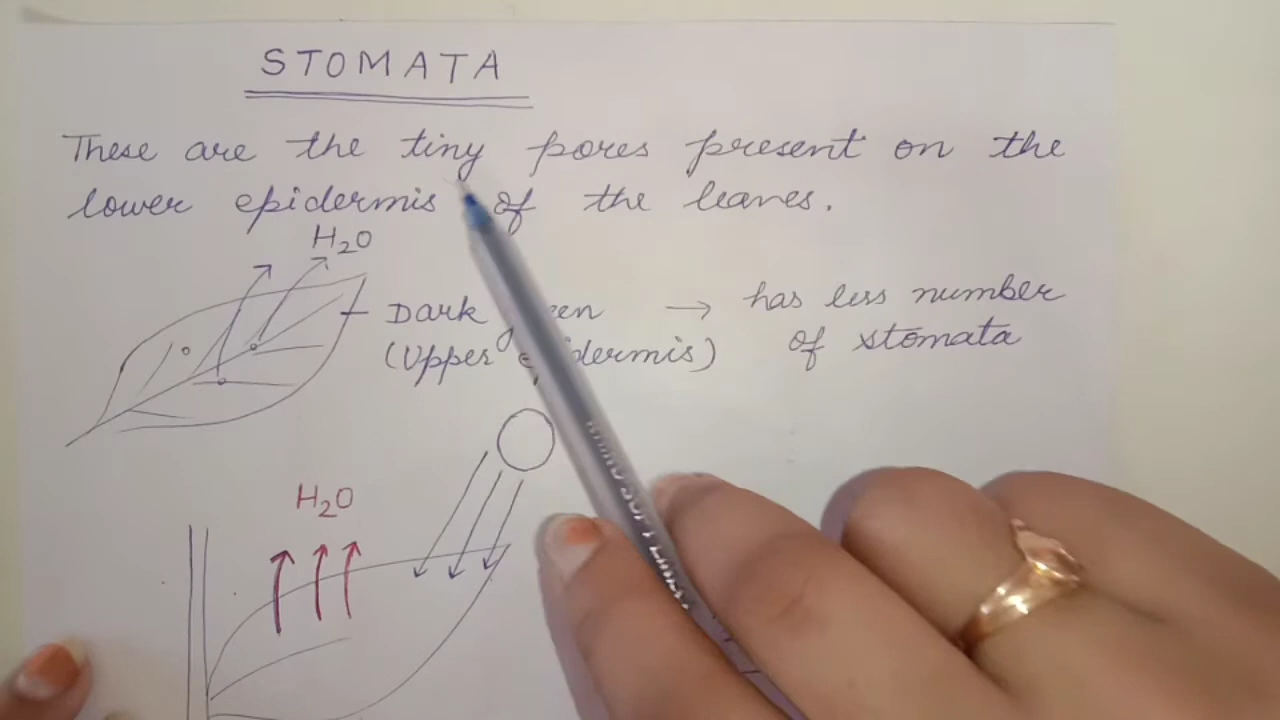 STOMATA
These are the tiny pores present on the
lower epidermis of the leaves.
H2O
Dark → has less number
(Upper of stomata
H2O